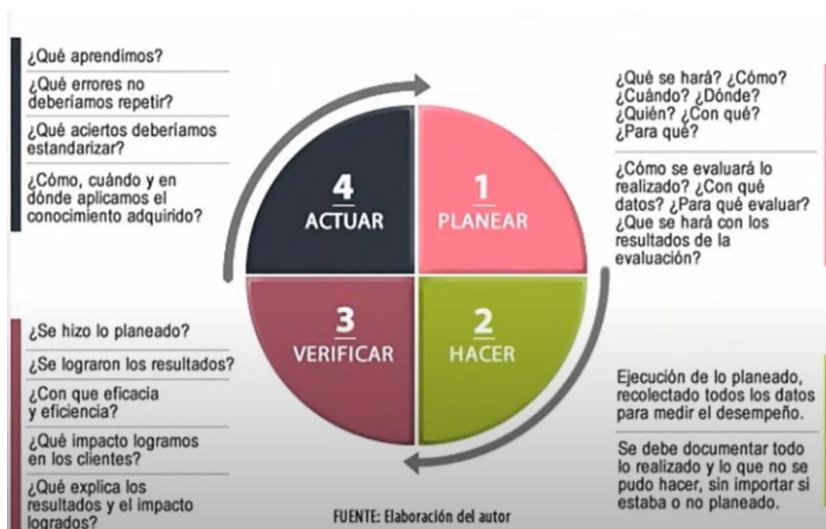 ¿Qué aprendimos?
¿Qué errores no
deberíamos repetir?
¿Qué aciertos deberíamos
estandarizar?
¿Cómo, cuándo y en
dónde aplicamos el
conocimiento adquirido?
4
ACTUAR
1
PLANEAR
¿Qué se hará? ¿Cómo?
¿Cuándo? ¿Dónde?
¿Quién? ¿Con qué?
¿Para qué?
¿Cómo se evaluará lo
realizado? ¿Con qué
datos? ¿Para qué evaluar?
¿Que se hará con los
resultados de la
evaluación?
¿Se hizo lo planeado?
¿Se lograron los resultados?
¿Con que eficacia
y eficiencia?
¿Qué impacto logramos
en los clientes?
¿Qué explica los
resultados y el impacto
logrados?
3
VERIFICAR
2
HACER
Ejecución de lo planeado,
recolectado todos los datos
para medir el desempeño.
Se debe documentar todo
lo realizado y lo que no se
pudo hacer, sin importar si
estaba o no planeado.
FUENTE: Elaboración del autor